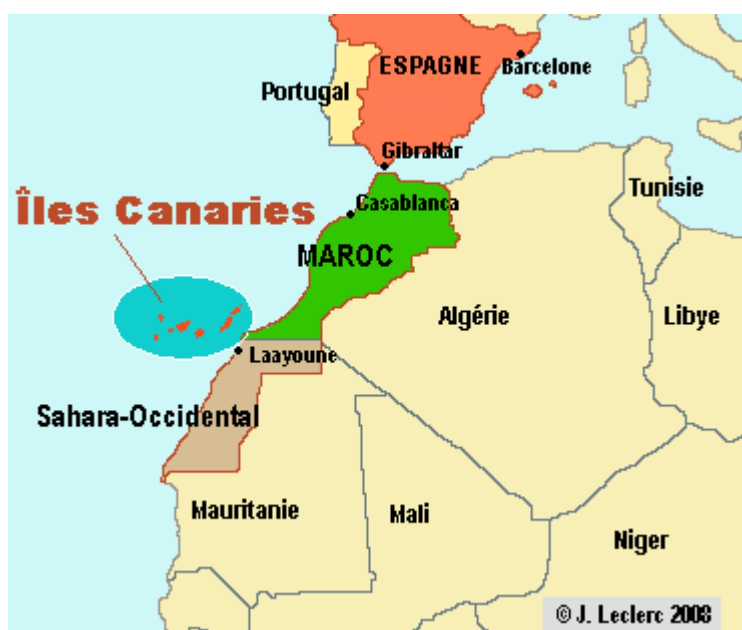 ESPAGNE
Barcelone
Portugal
Gibraltar
Tunisie
Îles Canaries
Casablanca
MAROC
Algérie
Libye
Laayoune
Sahara-Occidental
Mauritanie
Mali
Niger
© J. Leclerc 2008